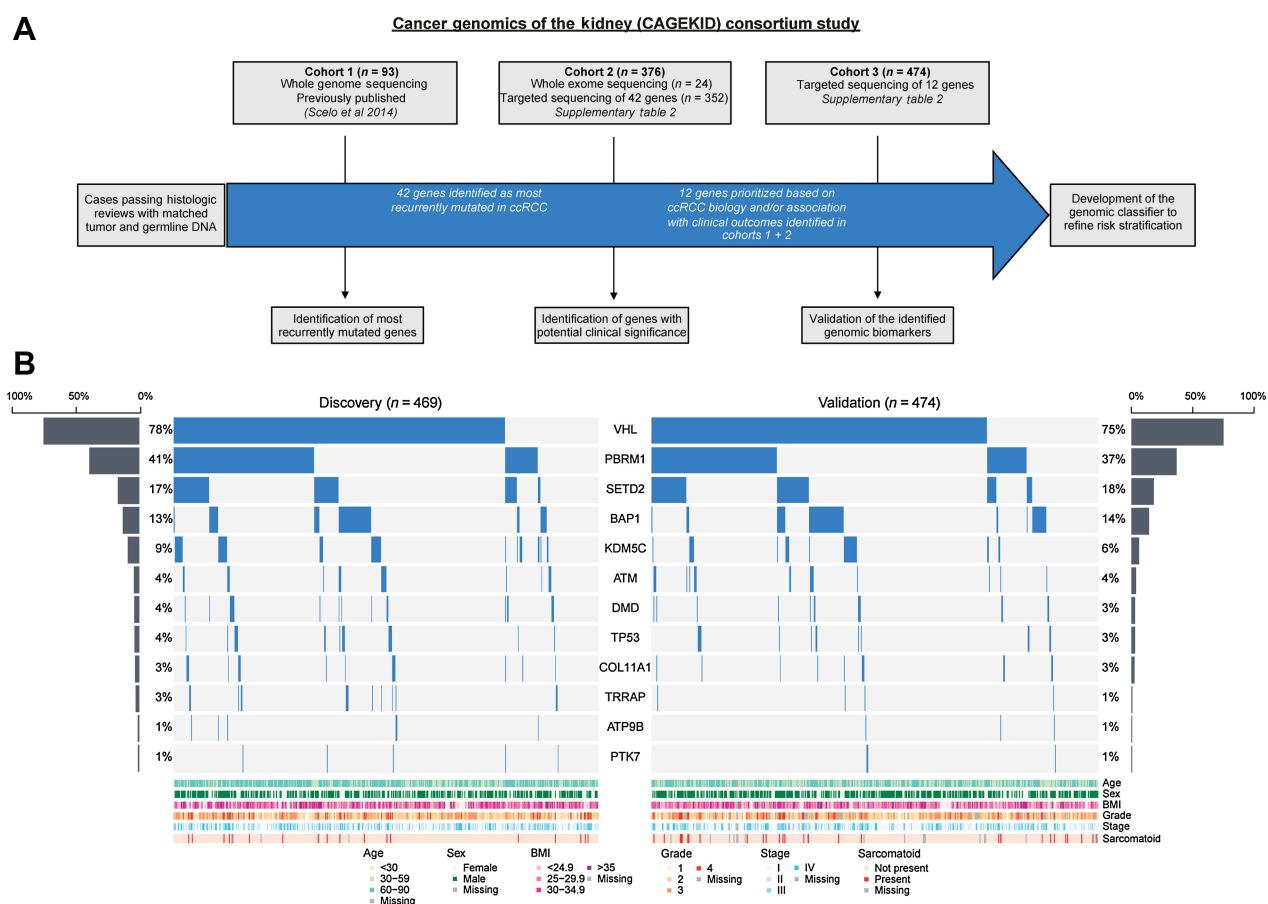 A
Cancer genomics of the kidney (CAGEKID) consortium study
Cohort 1 (n = 93)
Whole genome sequencing
Previously published
(Scelo et al 2014)
Cohort 2 (n = 376)
Whole exome sequencing (n = 24)
Targeted sequencing of 42 genes (n = 352)
Supplementary table 2
Cohort 3 (n = 474)
Targeted sequencing of 12 genes
Supplementary table 2
Cases passing histologic
reviews with matched
tumor and germline DNA
42 genes identified as most
recurrently mutated in ccRCC
12 genes prioritized based on
ccRCC biology and/or association
with clinical outcomes identified in
cohorts 1 + 2
Development of the
genomic classifier to
refine risk stratification
Identification of most
recurrently mutated genes
Identification of genes with
potential clinical significance
Validation of the identified
genomic biomarkers
B
100% 50% 0%
Discovery (n = 469)
Validation (n = 474)
0% 50% 100%
78% VHL 75%
41% PBRM1 37%
17% SETD2 18%
13% BAP1 14%
9% KDM5C 6%
4% ATM 4%
4% DMD 3%
4% TP53 3%
3% COL11A1 3%
3% TRRAP 1%
1% ATP9B 1%
1% PTK7 1%
Age
Sex
BMI
Grade
Stage
Sarcomatoid
Age
<30
30−59
60−90
Missing
Sex
Female
Male
Missing
BMI
<24.9
25−29.9
30−34.9
>35
Missing
Grade
1
2
3
4
Missing
Stage
I
II
III
IV
Missing
Sarcomatoid
Not present
Present
Missing